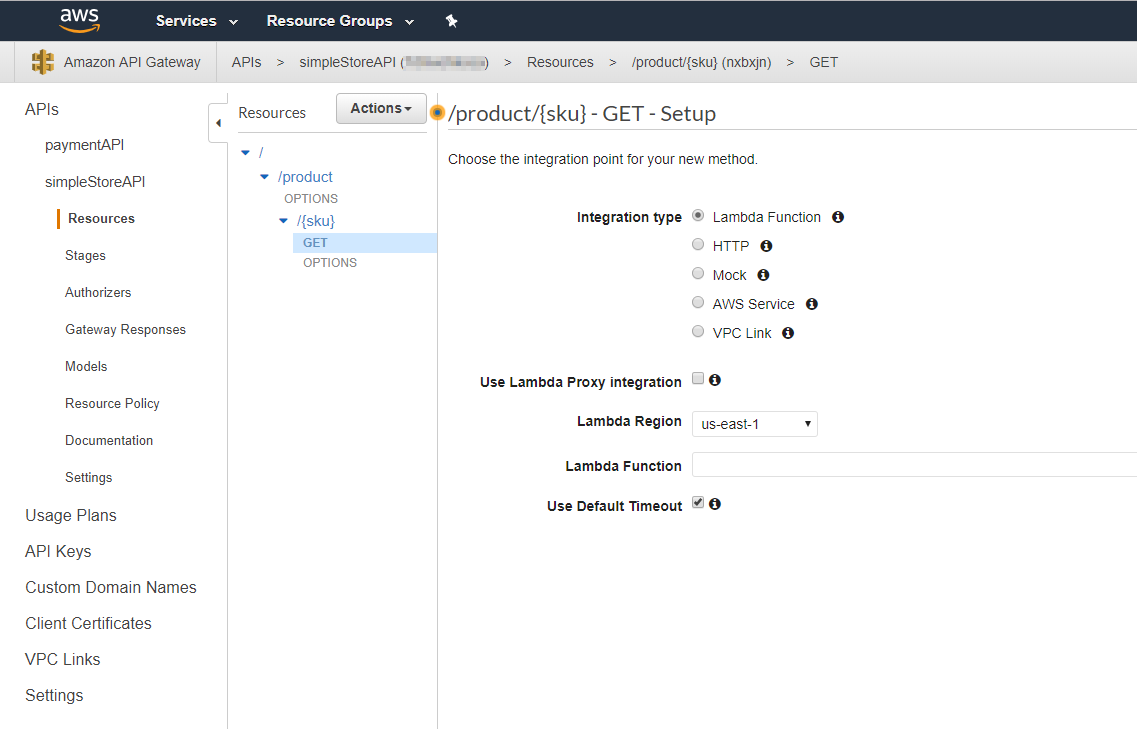 aws Services Resource Groups
Amazon API Gateway APIs > simpleStoreAPI ( ) > Resources > /product/{sku} (nxbxjn) > GET
APIs
paymentAPI
simpleStoreAPI
Resources
Stages
Authorizers
Gateway Responses
Models
Resource Policy
Documentation
Settings
Usage Plans
API Keys
Custom Domain Names
Client Certificates
VPC Links
Settings
Resources Actions
/
/product
OPTIONS
/{sku}
GET
OPTIONS
/product/{sku} - GET - Setup
Choose the integration point for your new method.
Integration type Lambda Function
HTTP
Mock
AWS Service
VPC Link
Use Lambda Proxy integration
Lambda Region us-east-1
Lambda Function
Use Default Timeout